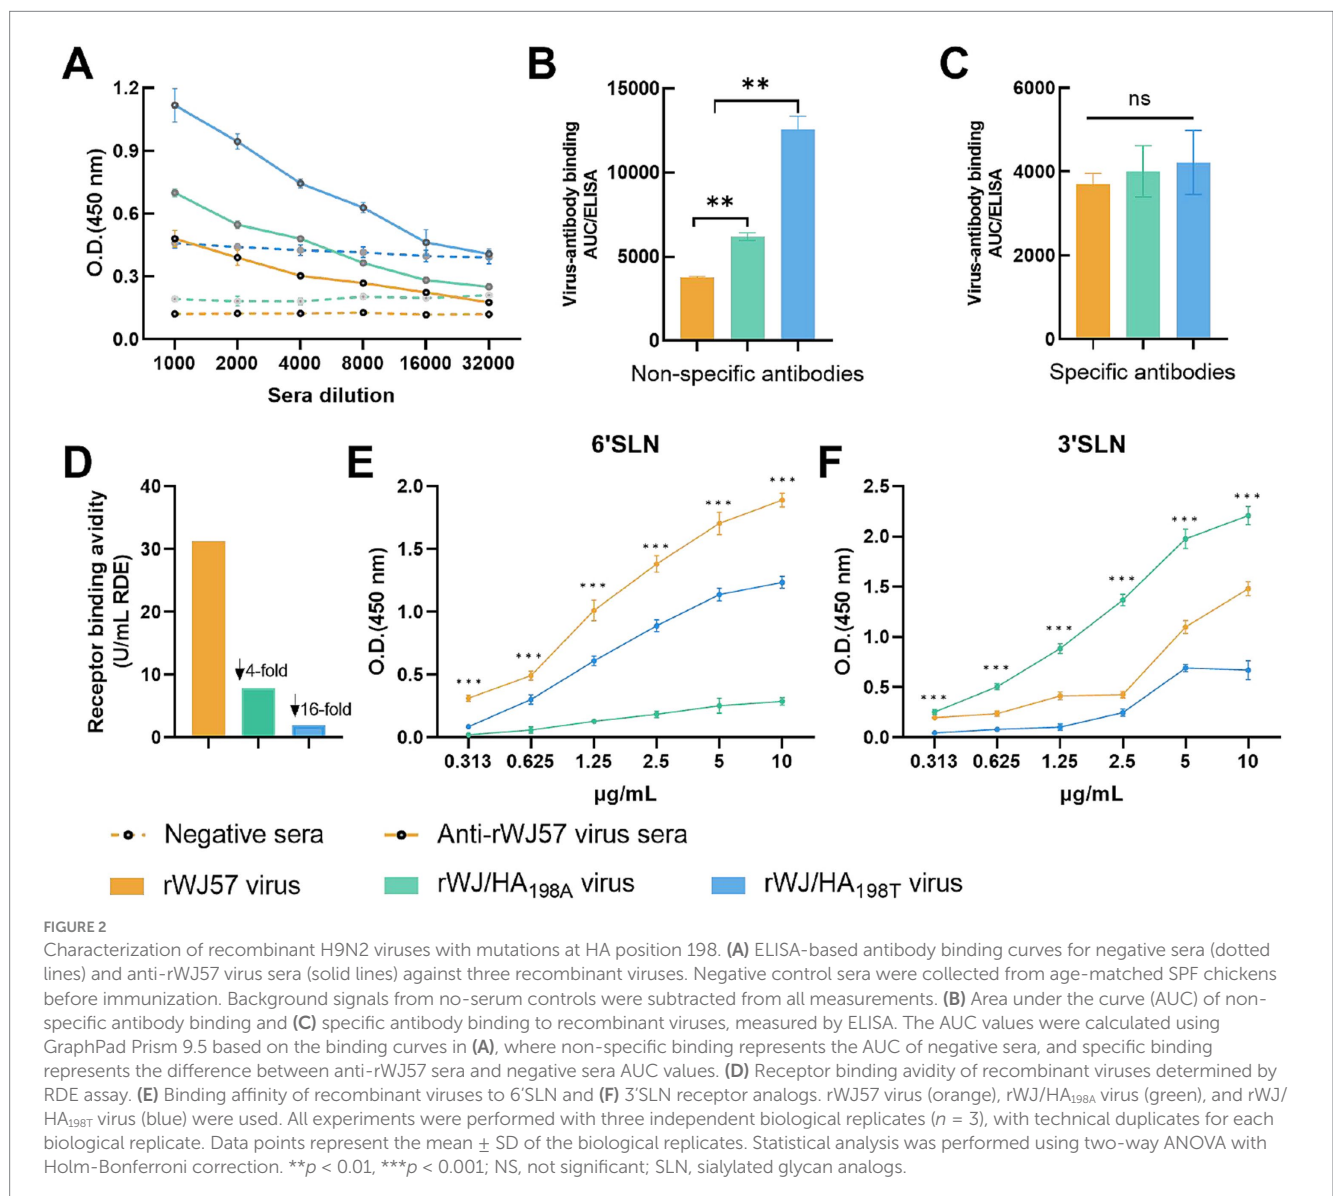 A
B
C
1.2
0.9
0.6
0.3
0.0
O.D.(450 nm)
1000 2000 4000 8000 16000 32000
Sera dilution
15000
10000
5000
0
Virus-antibody binding
AUC/ELISA
**
**
Non-specific antibodies
6000
4000
2000
0
Virus-antibody binding
AUC/ELISA
ns
Specific antibodies
D
E
F
40
30
20
10
0
Receptor binding avidity
(U/mL RDE)
↓4-fold
↓16-fold
6'SLN
2.0
1.5
1.0
0.5
0.0
O.D.(450 nm)
*** *** *** *** *** ***
0.313 0.625 1.25 2.5 5 10
µg/mL
3'SLN
2.5
2.0
1.5
1.0
0.5
0.0
O.D.(450 nm)
*** *** *** *** *** ***
0.313 0.625 1.25 2.5 5 10
µg/mL
Negative sera Anti-rWJ57 virus sera
rWJ57 virus rWJ/HA198A virus rWJ/HA198T virus
FIGURE 2
Characterization of recombinant H9N2 viruses with mutations at HA position 198. (A) ELISA-based antibody binding curves for negative sera (dotted
lines) and anti-rWJ57 virus sera (solid lines) against three recombinant viruses. Negative control sera were collected from age-matched SPF chickens
before immunization. Background signals from no-serum controls were subtracted from all measurements. (B) Area under the curve (AUC) of non-
specific antibody binding and (C) specific antibody binding to recombinant viruses, measured by ELISA. The AUC values were calculated using
GraphPad Prism 9.5 based on the binding curves in (A), where non-specific binding represents the AUC of negative sera, and specific binding
represents the difference between anti-rWJ57 sera and negative sera AUC values. (D) Receptor binding avidity of recombinant viruses determined by
RDE assay. (E) Binding affinity of recombinant viruses to 6'SLN and (F) 3'SLN receptor analogs. rWJ57 virus (orange), rWJ/HA198A virus (green), and rWJ/
HA198T virus (blue) were used. All experiments were performed with three independent biological replicates (n = 3), with technical duplicates for each
biological replicate. Data points represent the mean ± SD of the biological replicates. Statistical analysis was performed using two-way ANOVA with
Holm-Bonferroni correction. **p < 0.01, ***p < 0.001; NS, not significant; SLN, sialylated glycan analogs.